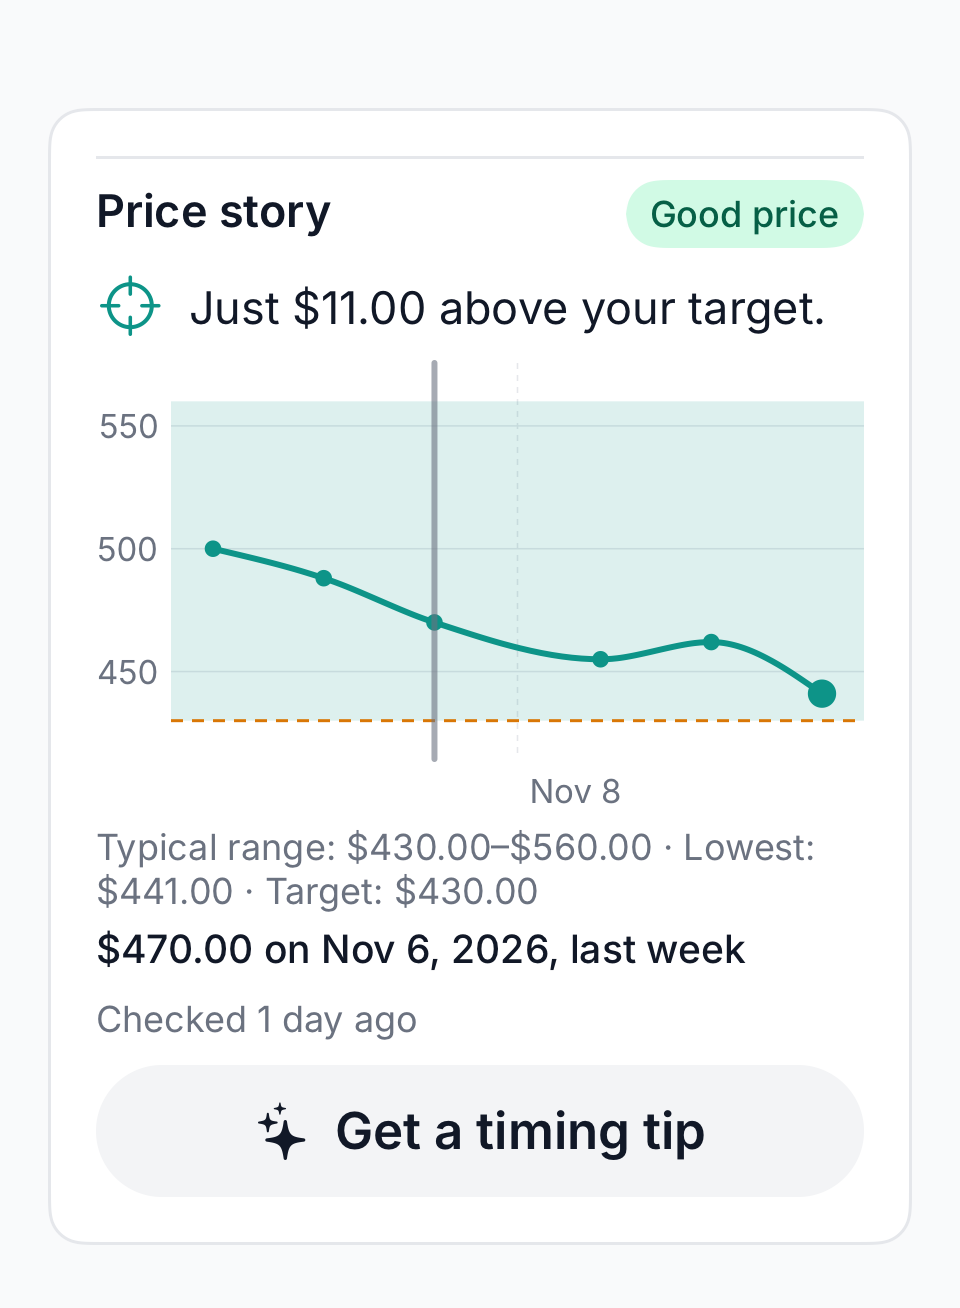 Price story
Good price
Just $11.00 above your target.
550
500
450
Nov 8
Typical range: $430.00–$560.00 · Lowest:
$441.00 · Target: $430.00
$470.00 on Nov 6, 2026, last week
Checked 1 day ago
Get a timing tip